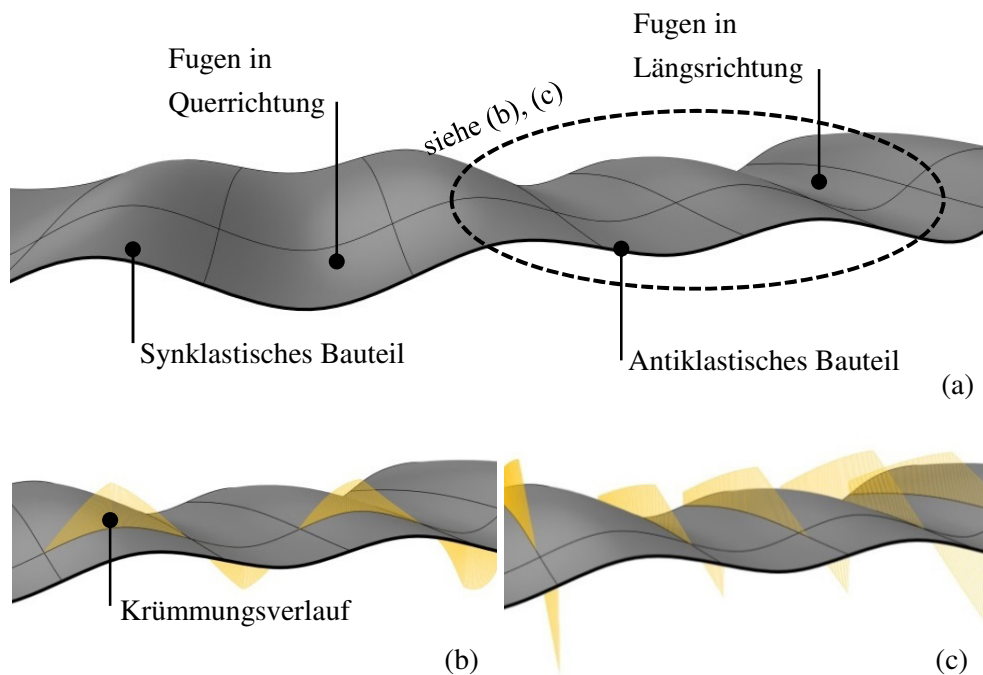 Fugen in
Querrichtung
Fugen in
Längsrichtung
siehe (b), (c)
Synklastisches Bauteil
Antiklastisches Bauteil
(a)
Krümmungsverlauf
(b)
(c)